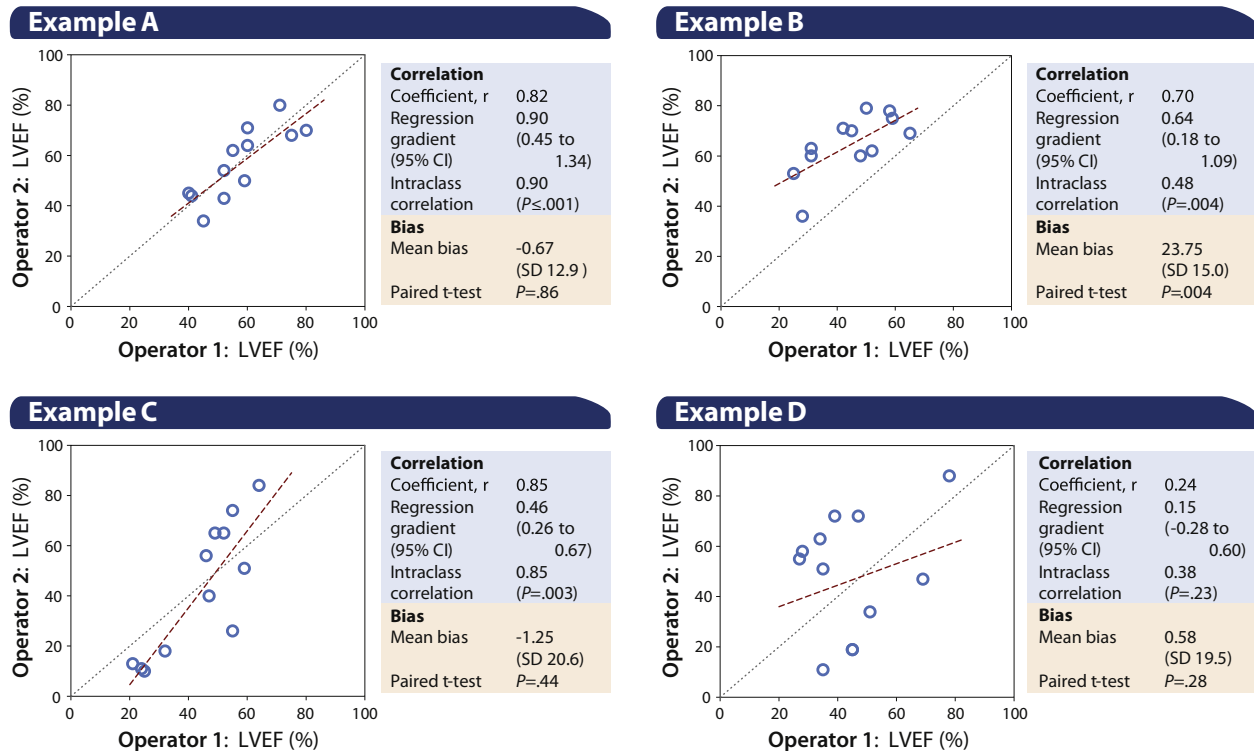 Example A
100
80
60
40
20
0
0 20 40 60 80 100
Operator 2: LVEF (%)
Operator 1: LVEF (%)
Correlation
Coefficient, r 0.82
Regression 0.90
gradient (0.45 to
(95% CI) 1.34)
Intraclass 0.90
correlation (P≤.001)
Bias
Mean bias -0.67
(SD 12.9 )
Paired t-test P=.86
Example B
100
80
60
40
20
0
0 20 40 60 80 100
Operator 2: LVEF (%)
Operator 1: LVEF (%)
Correlation
Coefficient, r 0.70
Regression 0.64
gradient (0.18 to
(95% CI) 1.09)
Intraclass 0.48
correlation (P=.004)
Bias
Mean bias 23.75
(SD 15.0)
Paired t-test P=.004
Example C
100
80
60
40
20
0
0 20 40 60 80 100
Operator 2: LVEF (%)
Operator 1: LVEF (%)
Correlation
Coefficient, r 0.85
Regression 0.46
gradient (0.26 to
(95% CI) 0.67)
Intraclass 0.85
correlation (P=.003)
Bias
Mean bias -1.25
(SD 20.6)
Paired t-test P=.44
Example D
100
80
60
40
20
0
0 20 40 60 80 100
Operator 2: LVEF (%)
Operator 1: LVEF (%)
Correlation
Coefficient, r 0.24
Regression 0.15
gradient (-0.28 to
(95% CI) 0.60)
Intraclass 0.38
correlation (P=.23)
Bias
Mean bias 0.58
(SD 19.5)
Paired t-test P=.28